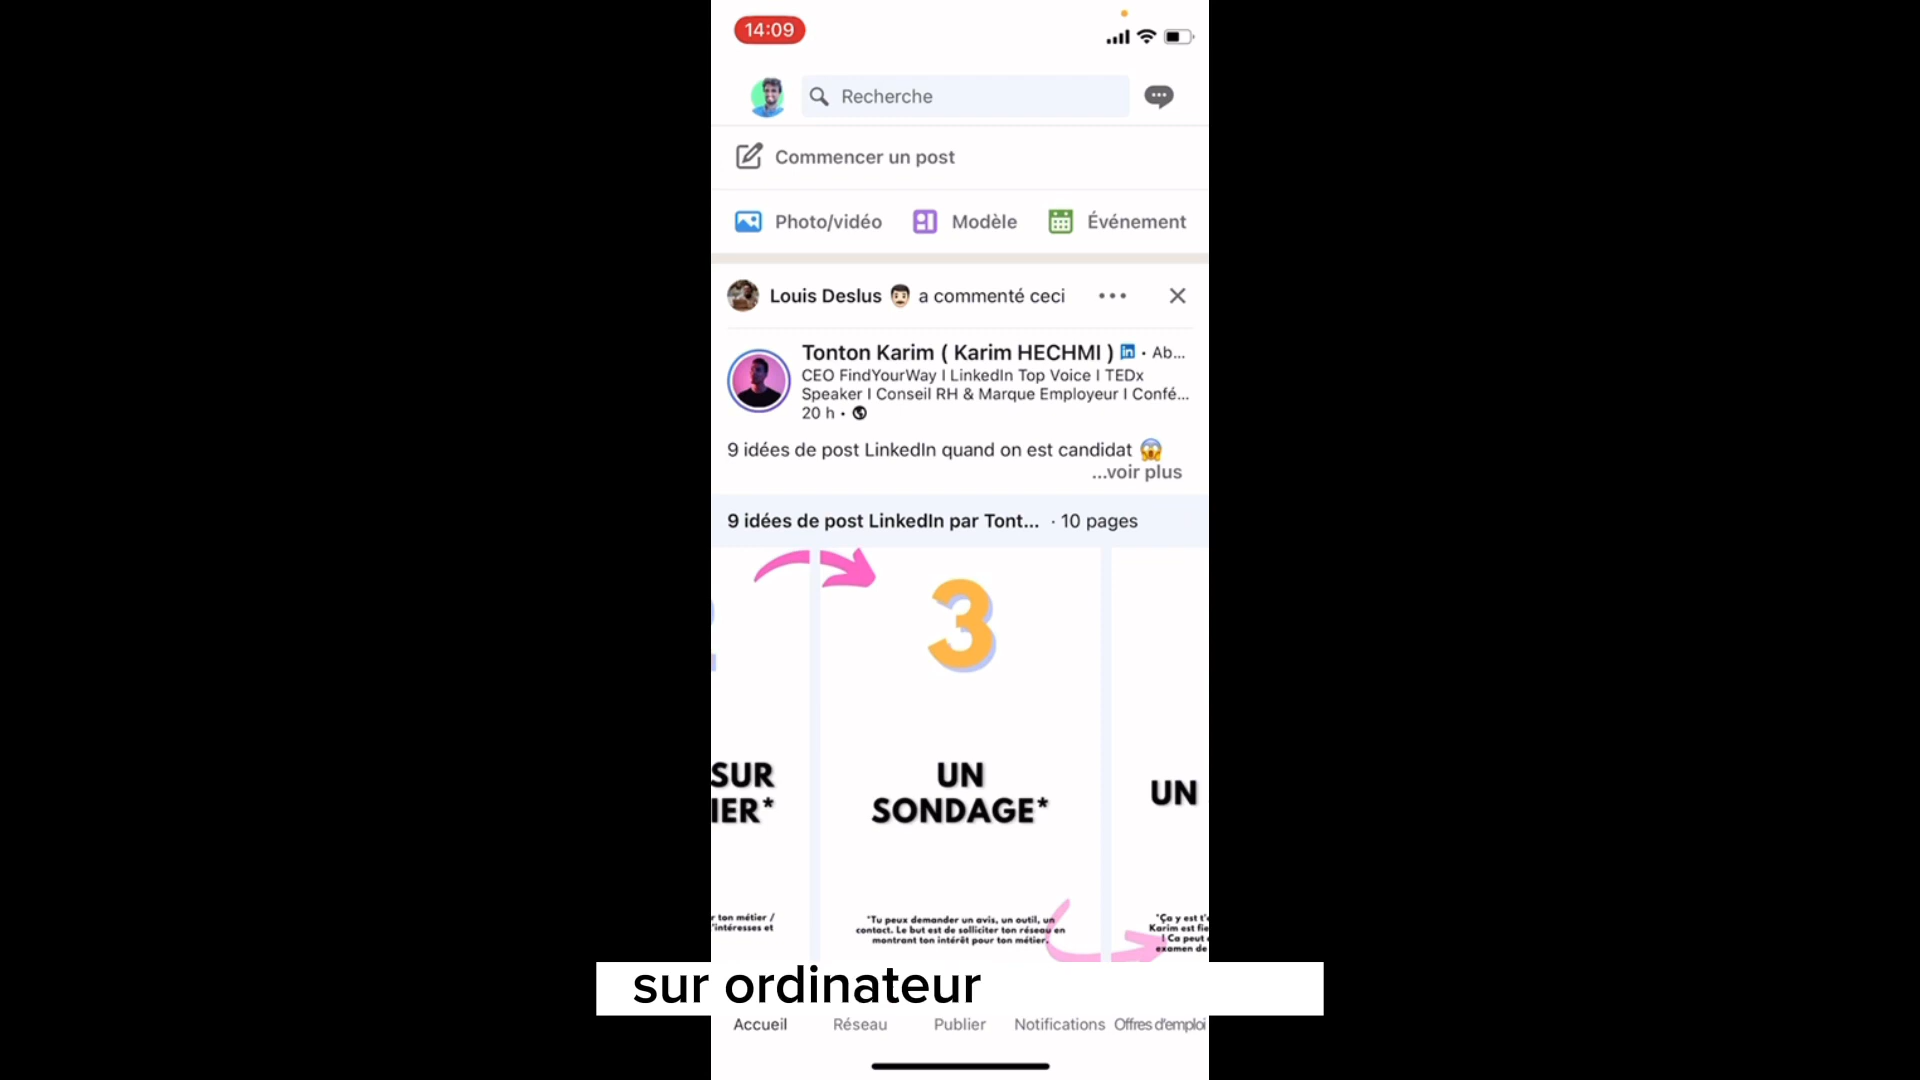 14:09
Recherche
Commencer un post
Photo/vidéo Modèle Événement
Louis Deslus a commenté ceci
Tonton Karim ( Karim HECHMI ) in • Ab...
CEO FindYourWay I LinkedIn Top Voice I TEDx
Speaker I Conseil RH & Marque Employeur I Confé...
20 h •
9 idées de post LinkedIn quand on est candidat
...voir plus
9 idées de post LinkedIn par Tont... · 10 pages
3
SUR
IER*
UN
SONDAGE*
UN
r ton métier /
'intéresses et
*Tu peux demander un avis, un outil, un
contact. Le but est de solliciter ton réseau en
montrant ton intérêt pour ton métier.
*Ça y est t'
Karim est fie
! Ca peut
examen de
sur ordinateur
Accueil Réseau Publier Notifications Offres d'emploi